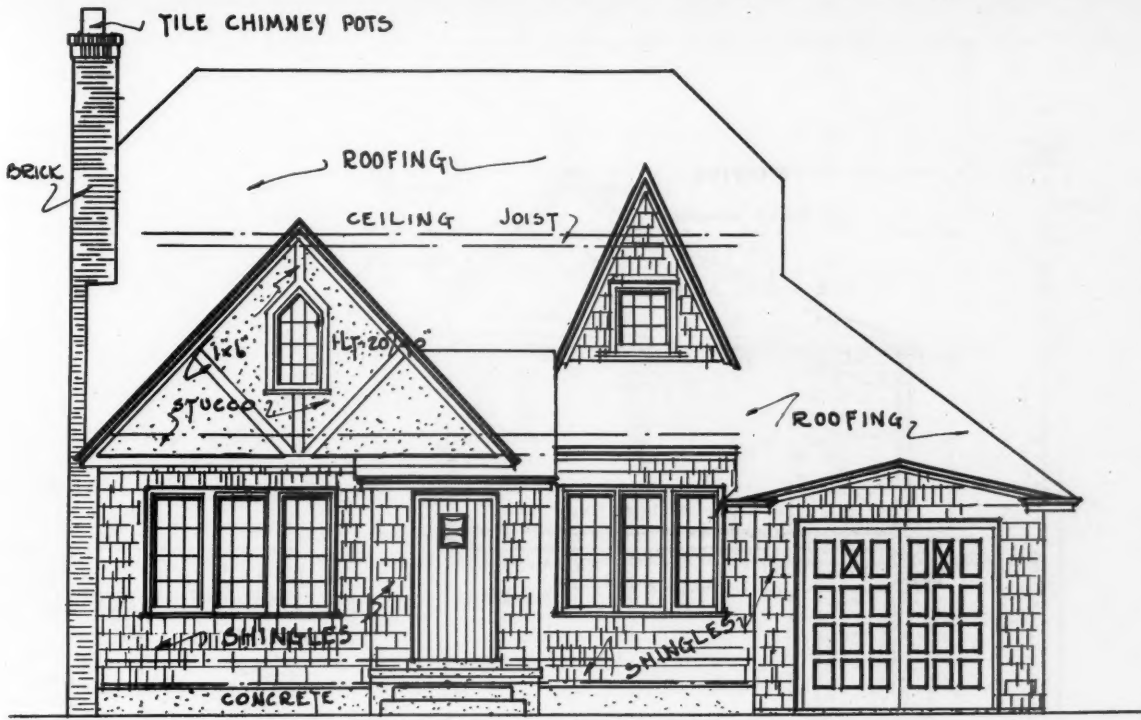 TILE CHIMNEY POTS
BRICK
ROOFING
CEILING JOIST
1x6"
STUCCO
ROOFING
SHINGLES
SHINGLES
CONCRETE